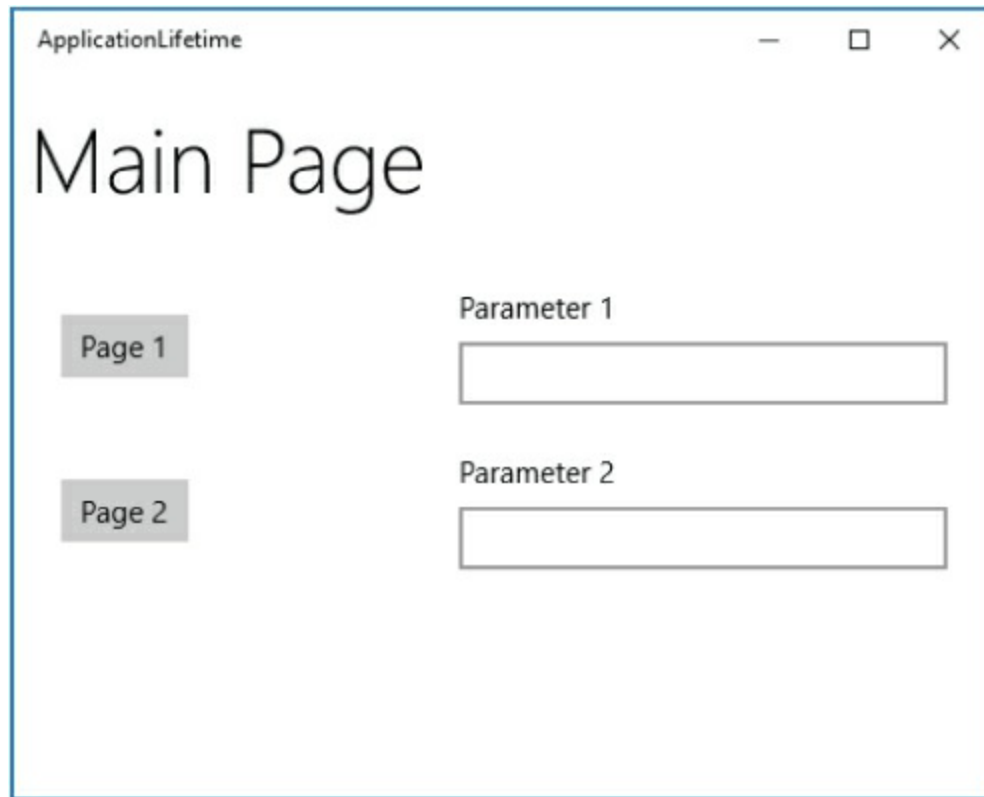 ApplicationLifetime
Main Page
Page 1
Parameter 1
Page 2
Parameter 2